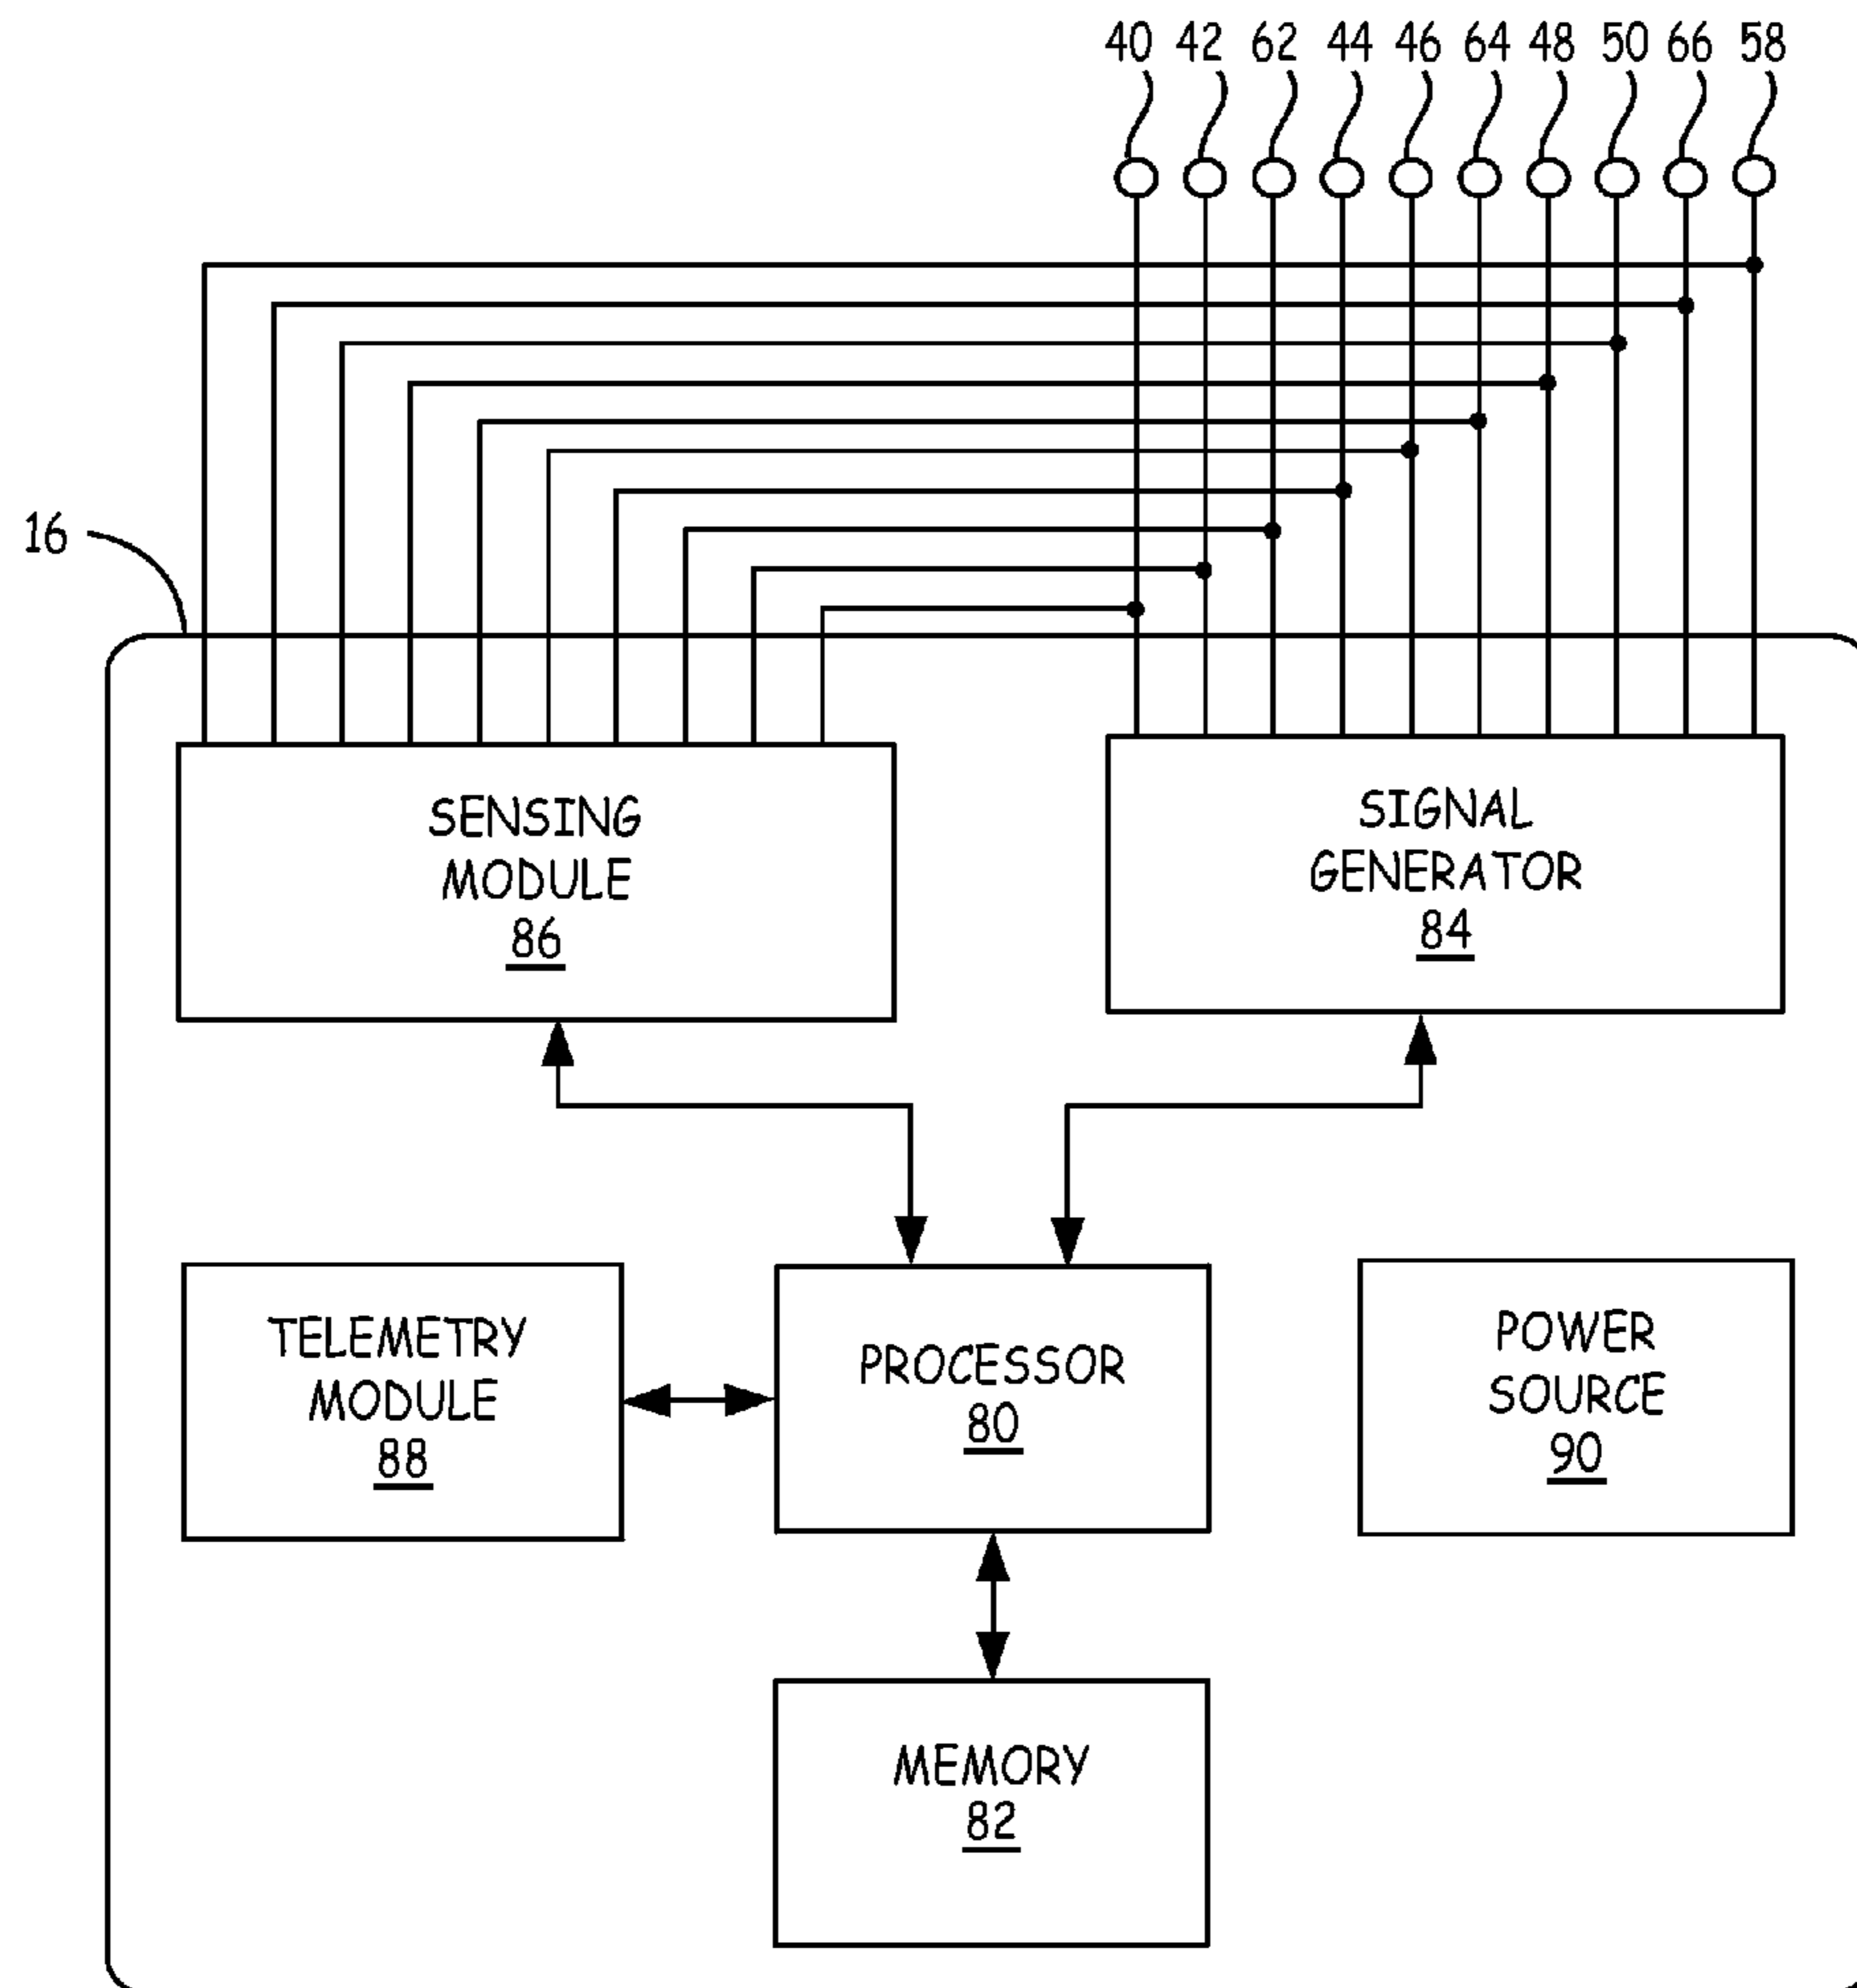 40 42 62 44 46 64 48 50 66 58
16
SENSING
MODULE
86
SIGNAL
GENERATOR
84
TELEMETRY
MODULE
88
PROCESSOR
80
POWER
SOURCE
90
MEMORY
82